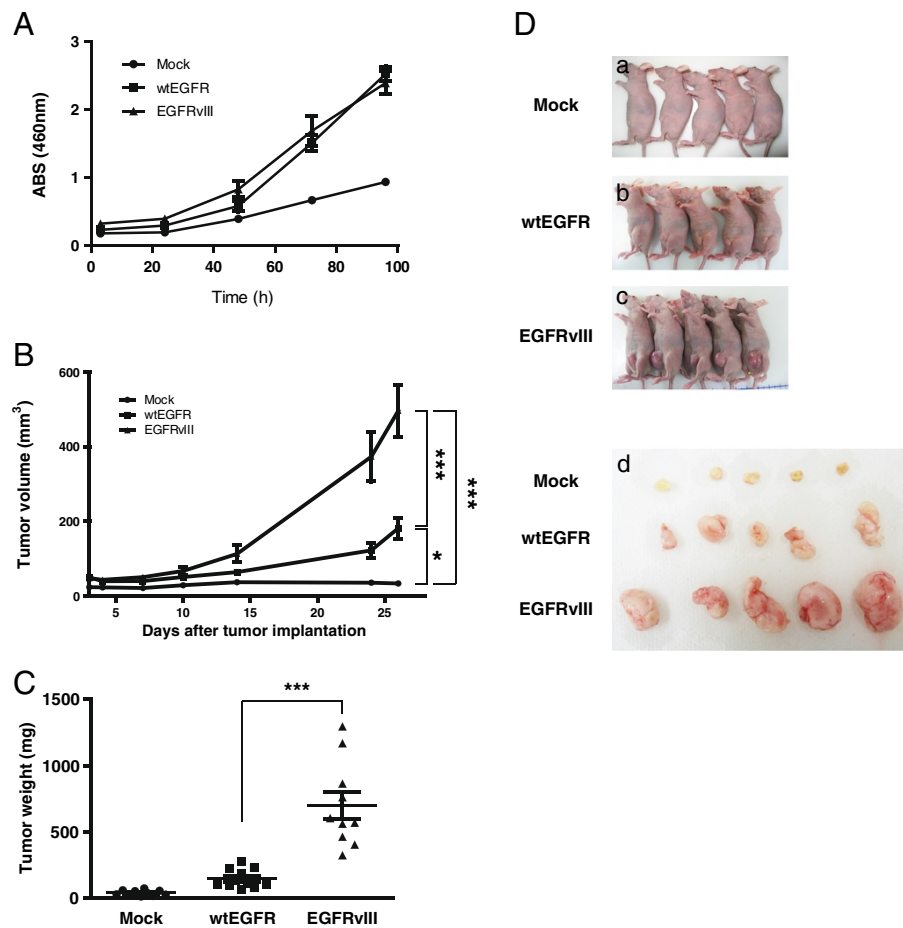 A
3
2
1
0
ABS (460nm)
Mock
wtEGFR
EGFRvIII
0 20 40 60 80 100
Time (h)
B
600
400
200
0
Tumor volume (mm³)
Mock
wtEGFR
EGFRvIII
***
***
*
5 10 15 20 25
Days after tumor implantation
C
1500
1000
500
0
Tumor weight (mg)
***
Mock wtEGFR EGFRvIII
D
Mock
a
wtEGFR
b
EGFRvIII
c
d
Mock
wtEGFR
EGFRvIII